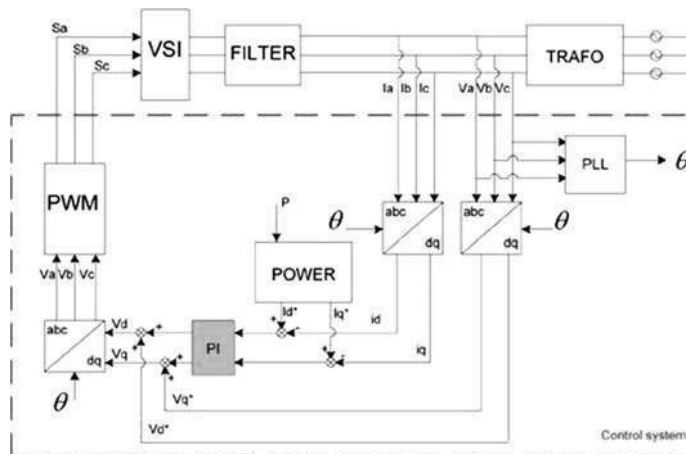 Sa
Sb
Sc
VSI
FILTER
TRAFO
Ia Ib Ic Va Vb Vc
PWM
PLL
θ
P
θ
abc
dq
abc
dq
θ
POWER
Va Vb Vc
Id*
Iq*
id
iq
abc
dq
Vd
Vq
PI
θ
Vq*
Vd*
Control system